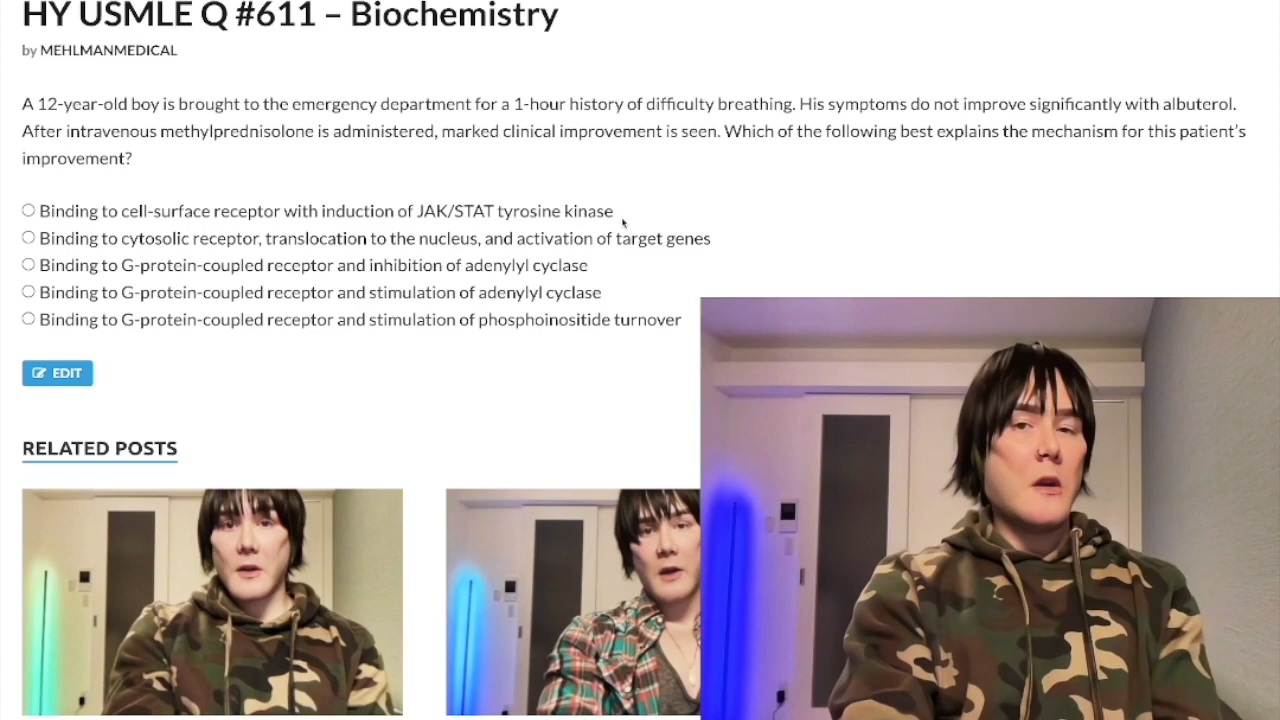 HY USMLE Q #611 – Biochemistry
by MEHLMANMEDICAL
A 12-year-old boy is brought to the emergency department for a 1-hour history of difficulty breathing. His symptoms do not improve significantly with albuterol.
After intravenous methylprednisolone is administered, marked clinical improvement is seen. Which of the following best explains the mechanism for this patient’s
improvement?
Binding to cell-surface receptor with induction of JAK/STAT tyrosine kinase
Binding to cytosolic receptor, translocation to the nucleus, and activation of target genes
Binding to G-protein-coupled receptor and inhibition of adenylyl cyclase
Binding to G-protein-coupled receptor and stimulation of adenylyl cyclase
Binding to G-protein-coupled receptor and stimulation of phosphoinositide turnover
EDIT
RELATED POSTS